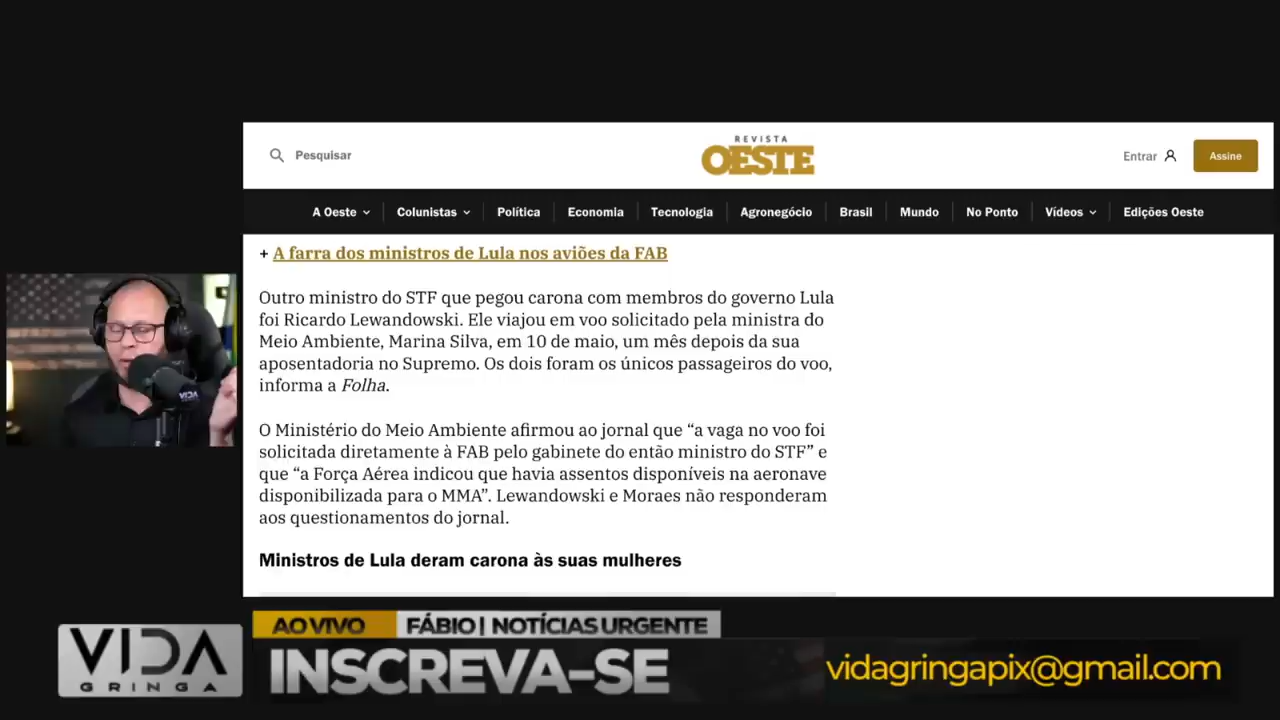 REVISTA
OESTE
Pesquisar
Entrar
Assine
A Oeste
Colunistas
Política
Economia
Tecnologia
Agronegócio
Brasil
Mundo
No Ponto
Vídeos
Edições Oeste
+ A farra dos ministros de Lula nos aviões da FAB
Outro ministro do STF que pegou carona com membros do governo Lula
foi Ricardo Lewandowski. Ele viajou em voo solicitado pela ministra do
Meio Ambiente, Marina Silva, em 10 de maio, um mês depois da sua
aposentadoria no Supremo. Os dois foram os únicos passageiros do voo,
informa a Folha.
O Ministério do Meio Ambiente afirmou ao jornal que “a vaga no voo foi
solicitada diretamente à FAB pelo gabinete do então ministro do STF” e
que “a Força Aérea indicou que havia assentos disponíveis na aeronave
disponibilizada para o MMA”. Lewandowski e Moraes não responderam
aos questionamentos do jornal.
Ministros de Lula deram carona às suas mulheres
VIDA
VIDA
GRINGA
AO VIVO
FÁBIO | NOTÍCIAS URGENTE
INSCREVA-SE
vidagringapix@gmail.com